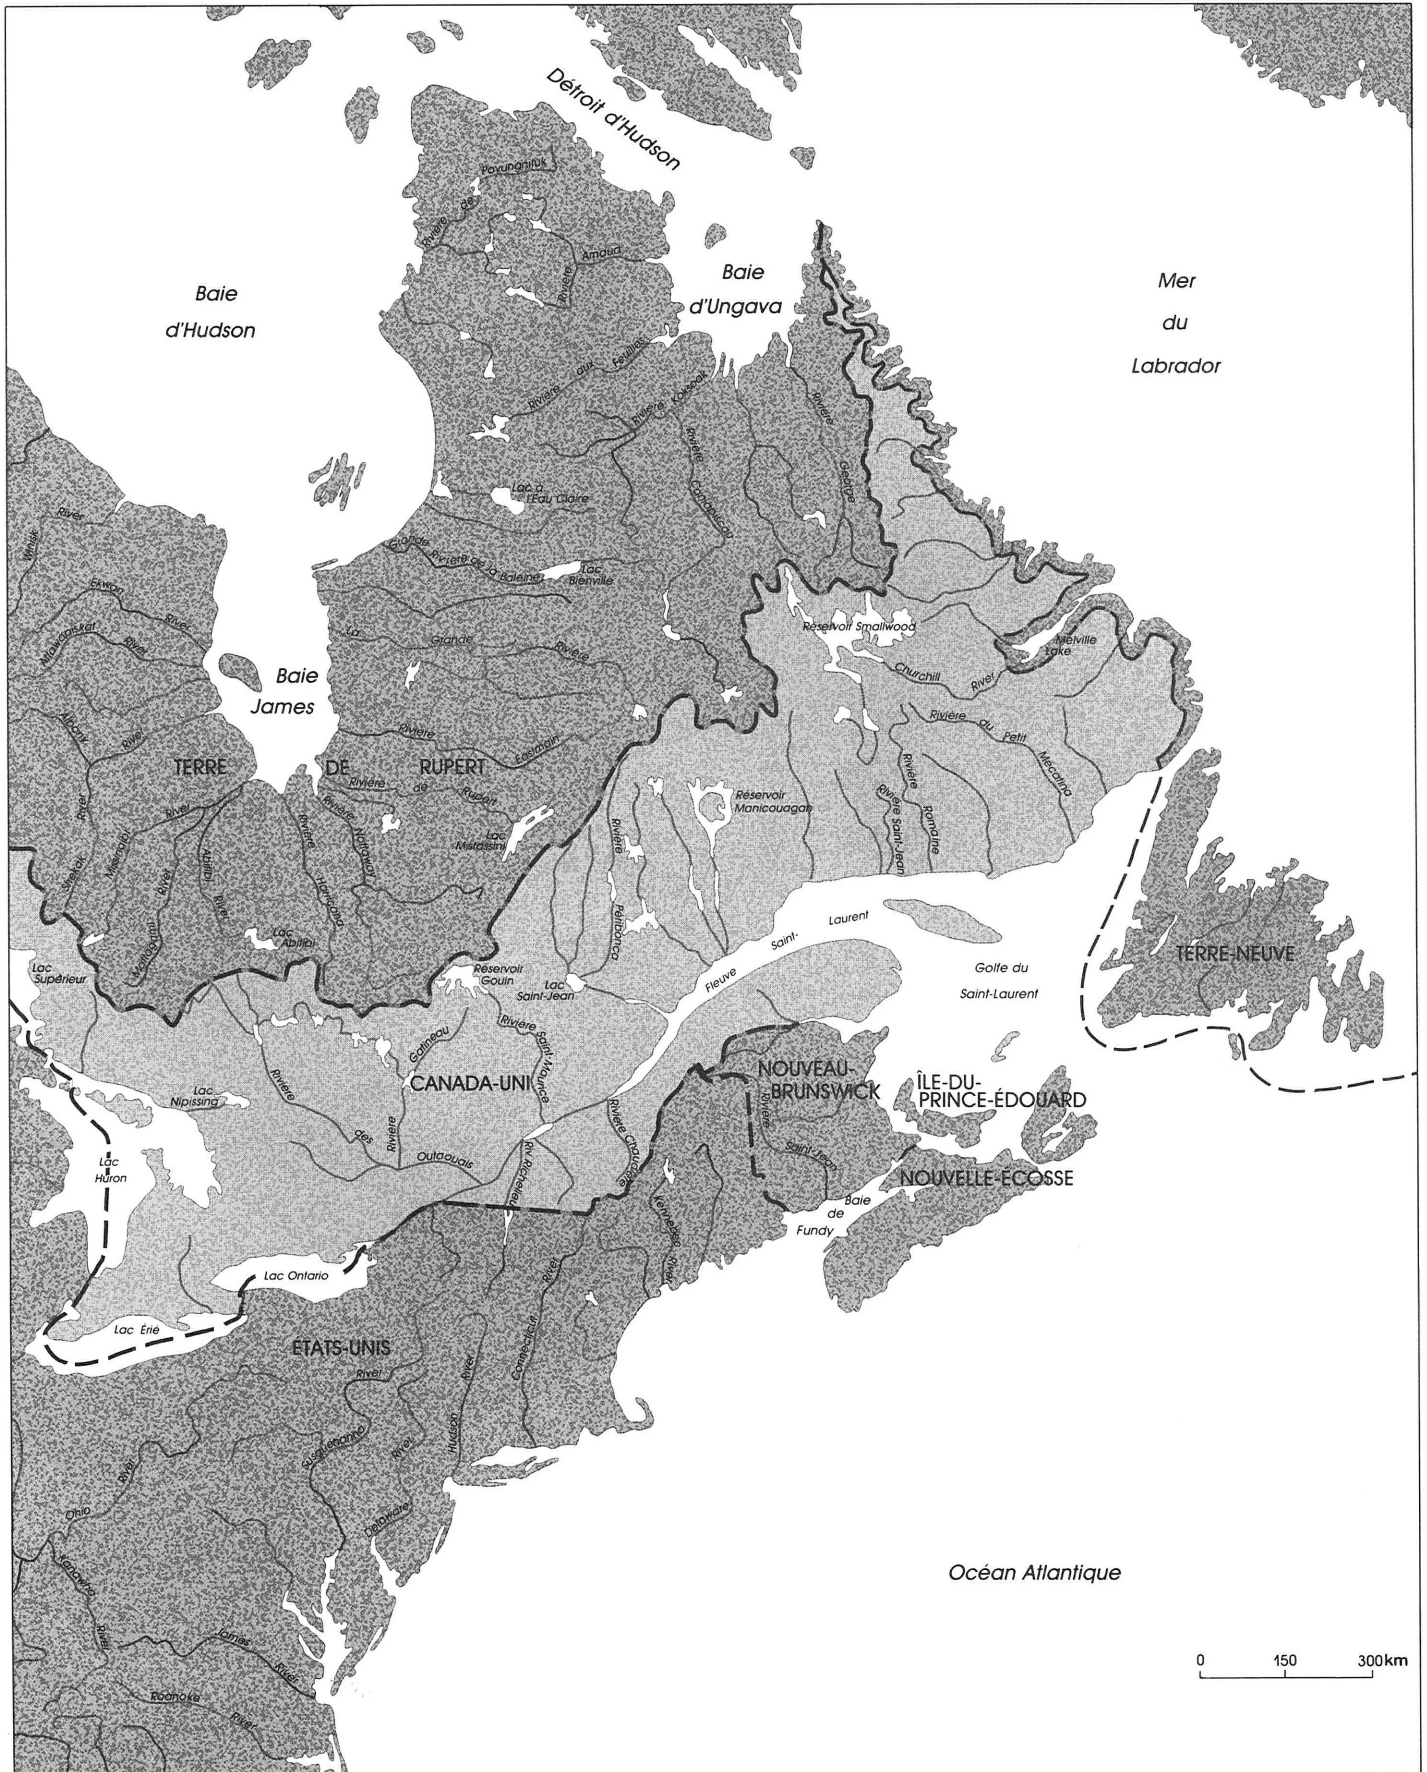 Détroit d'Hudson
Rivière de Povungnituk
Rivière Arnaud
Baie
d'Hudson
Baie
d'Ungava
Mer
du
Labrador
Rivière aux Feuilles
Rivière Koksoak
Rivière
George
Rivière
Lac à
l'Eau Claire
Grande Rivière de la Baleine
Lac
Bienville
River
Ekwan River
Attawapiskat River
La Grande Rivière
Réservoir Smallwood
Melville
Lake
Churchill River
Baie
James
Albany River
Rivière Eastmain
Rivière du Petit Mécatina
TERRE DE RUPERT
Rivière de Rupert
Rivière Nottaway
Lac
Mistassini
Réservoir
Manicouagan
Rivière Romaine
Rivière Saint-Jean
River
Missinaibi River
Abitibi River
Mattagami River
Rivière Harricana
Rivière Péribonca
Lac
Abitibi
Lac
Supérieur
Réservoir
Gouin
Lac
Saint-Jean
Fleuve Saint- Laurent
Golfe du
Saint-Laurent
TERRE-NEUVE
Gatineau
Rivière
Rivière Saint-Maurice
CANADA-UNI
Lac
Nipissing
Rivière des Outaouais
NOUVEAU-
BRUNSWICK
ÎLE-DU-
PRINCE-ÉDOUARD
Rivière Saint-Jean
NOUVELLE-ÉCOSSE
Rivière Chaudière
Riv. Richelieu
Lac
Huron
Baie
de
Fundy
Kennebec River
Lac Ontario
Lac Érié
ÉTATS-UNIS
Connecticut River
Hudson River
Susquehanna River
Delaware River
Ohio River
Kanawha River
James River
Roanoke River
Océan Atlantique
0 150 300km